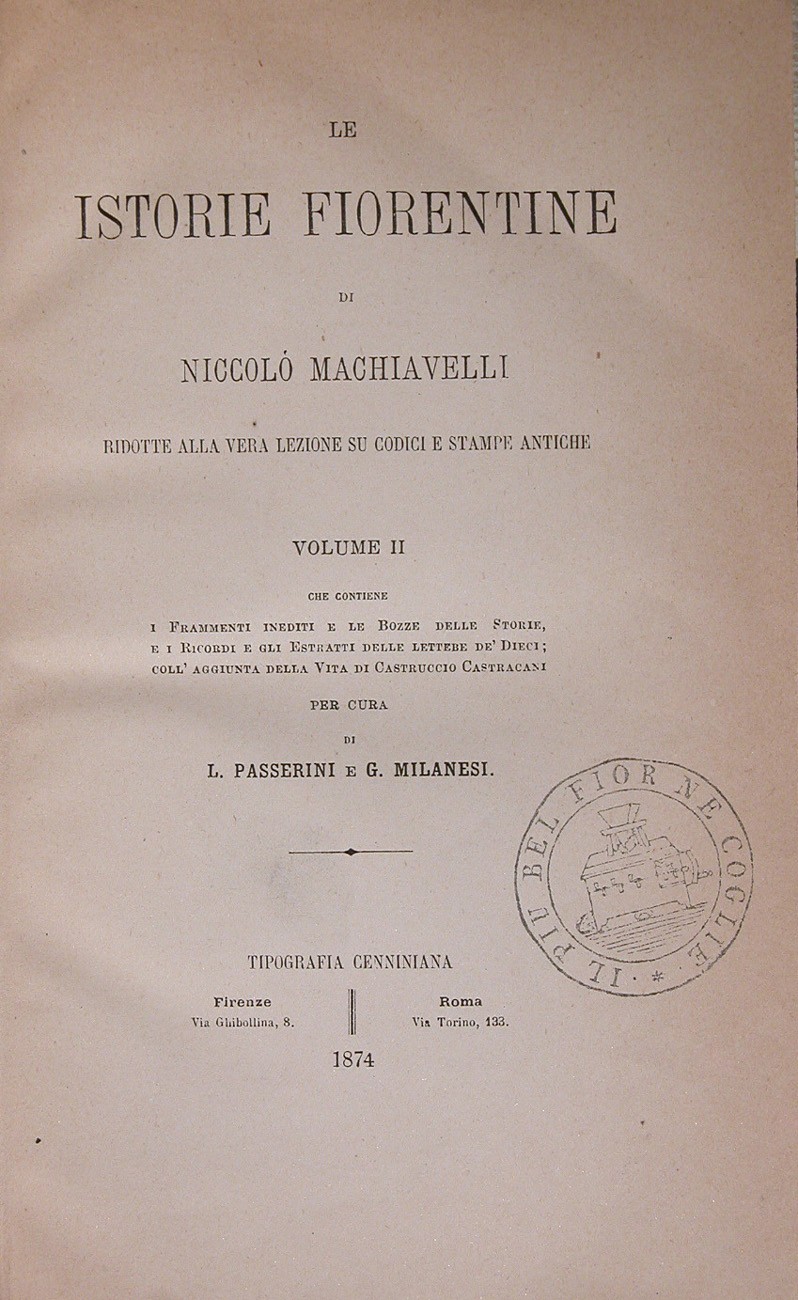 LE
ISTORIE FIORENTINE
DI
NICCOLÓ MACHIAVELLI
RIDOTTE ALLA VERA LEZIONE SU CODICI E STAMPE ANTICHE
VOLUME II
CHE CONTIENE
I FRAMMENTI INEDITI E LE BOZZE DELLE STORIE,
E I RICORDI E GLI ESTRATTI DELLE LETTERE DE' DIECI;
COLL' AGGIUNTA DELLA VITA DI CASTRUCCIO CASTRACANI
PER CURA
DI
L. PASSERINI E G. MILANESI.
IL PIU BEL FIOR NE COGLIE
TIPOGRAFIA CENNINIANA
Firenze
Via Ghibollina, 8.
Roma
Via Torino, 133.
1874